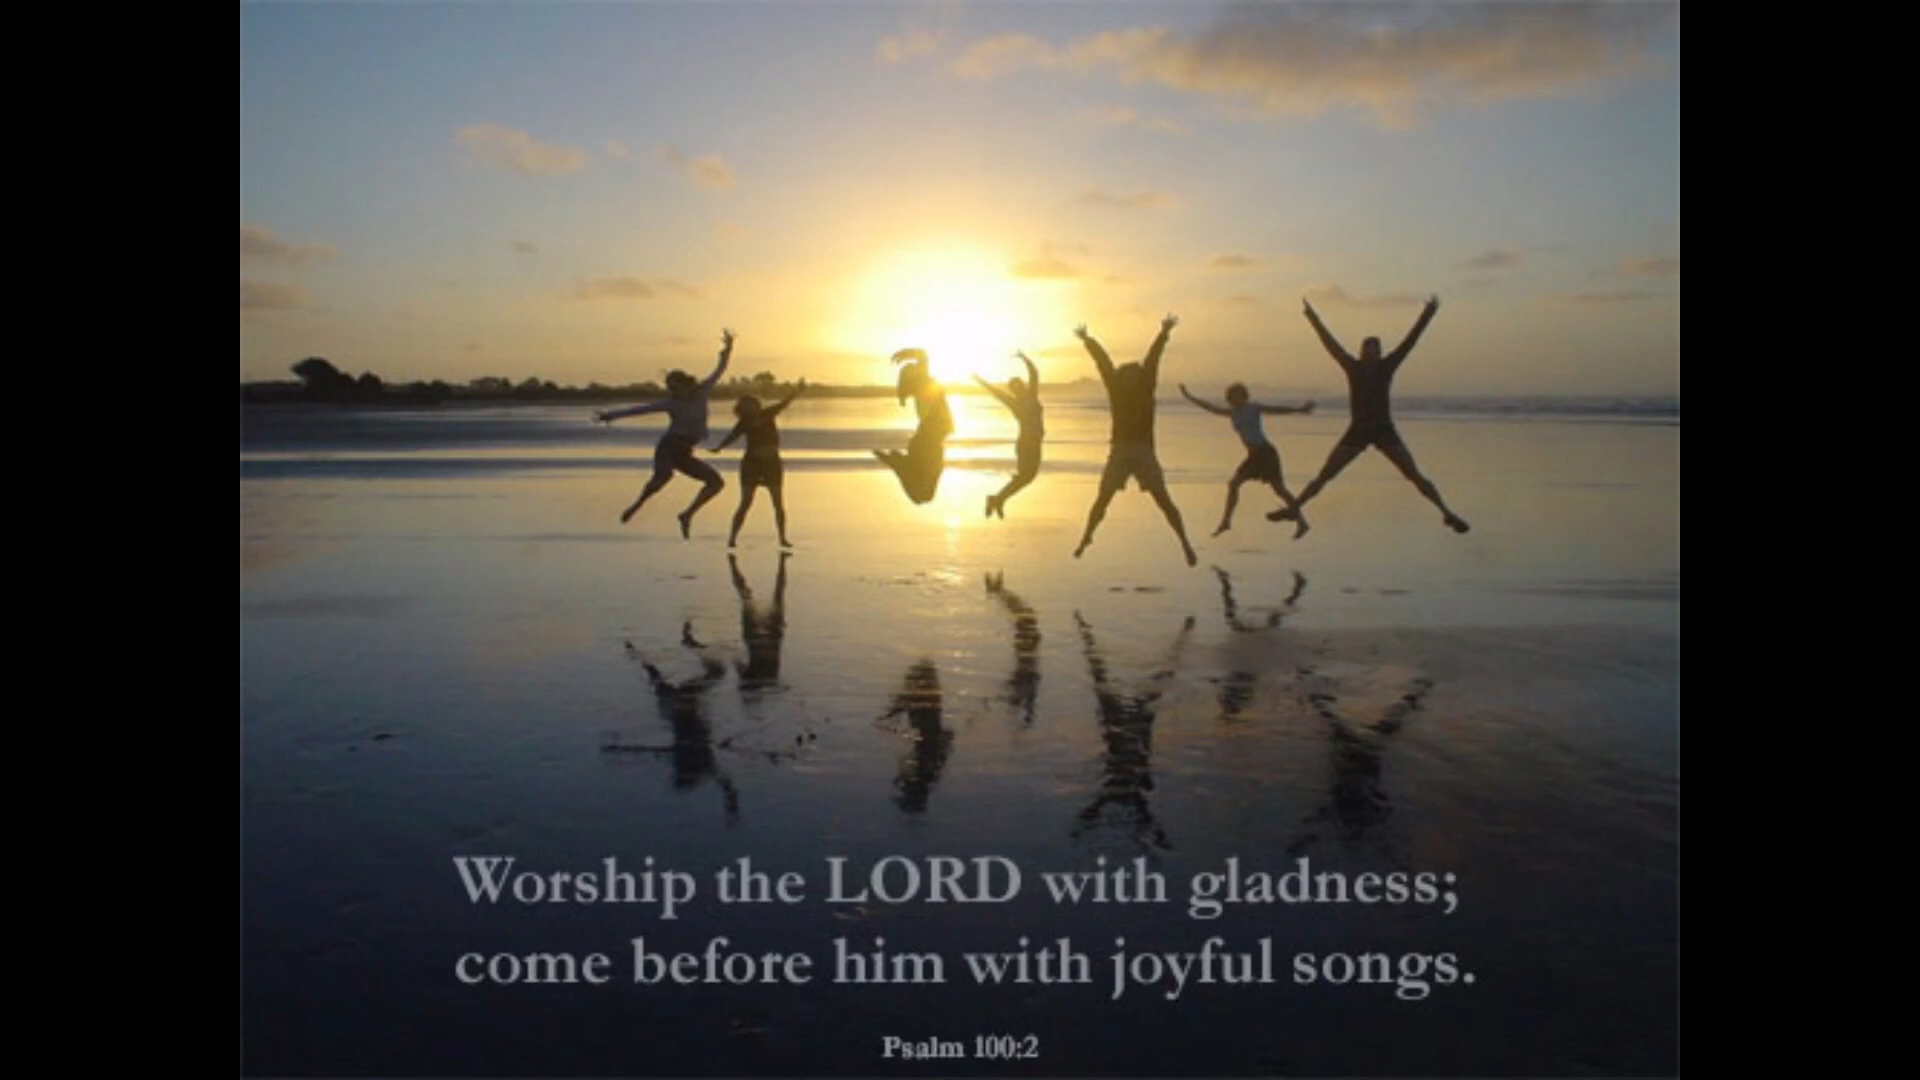 Worship the LORD with gladness;
come before him with joyful songs.
Psalm 100:2